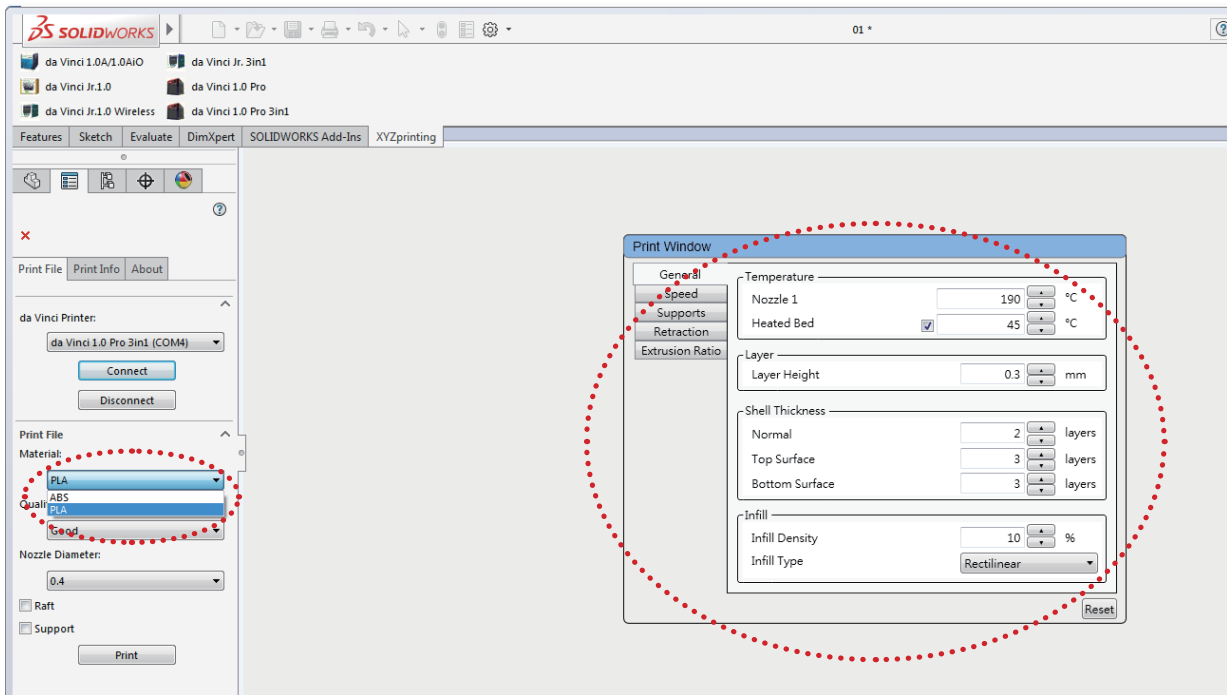 SOLIDWORKS
01 *
da Vinci 1.0A/1.0AiO
da Vinci Jr. 3in1
da Vinci Jr.1.0
da Vinci 1.0 Pro
da Vinci Jr.1.0 Wireless
da Vinci 1.0 Pro 3in1
Features Sketch Evaluate DimXpert SOLIDWORKS Add-Ins XYZprinting
Print File Print Info About
da Vinci Printer:
da Vinci 1.0 Pro 3in1 (COM4)
Connect
Disconnect
Print File
Material:
PLA
ABS
PLA
Good
Nozzle Diameter:
0.4
Raft
Support
Print
Print Window
General
Speed
Supports
Retraction
Extrusion Ratio
Temperature
Nozzle 1 190 °C
Heated Bed 45 °C
Layer
Layer Height 0.3 mm
Shell Thickness
Normal 2 layers
Top Surface 3 layers
Bottom Surface 3 layers
Infill
Infill Density 10 %
Infill Type Rectilinear
Reset